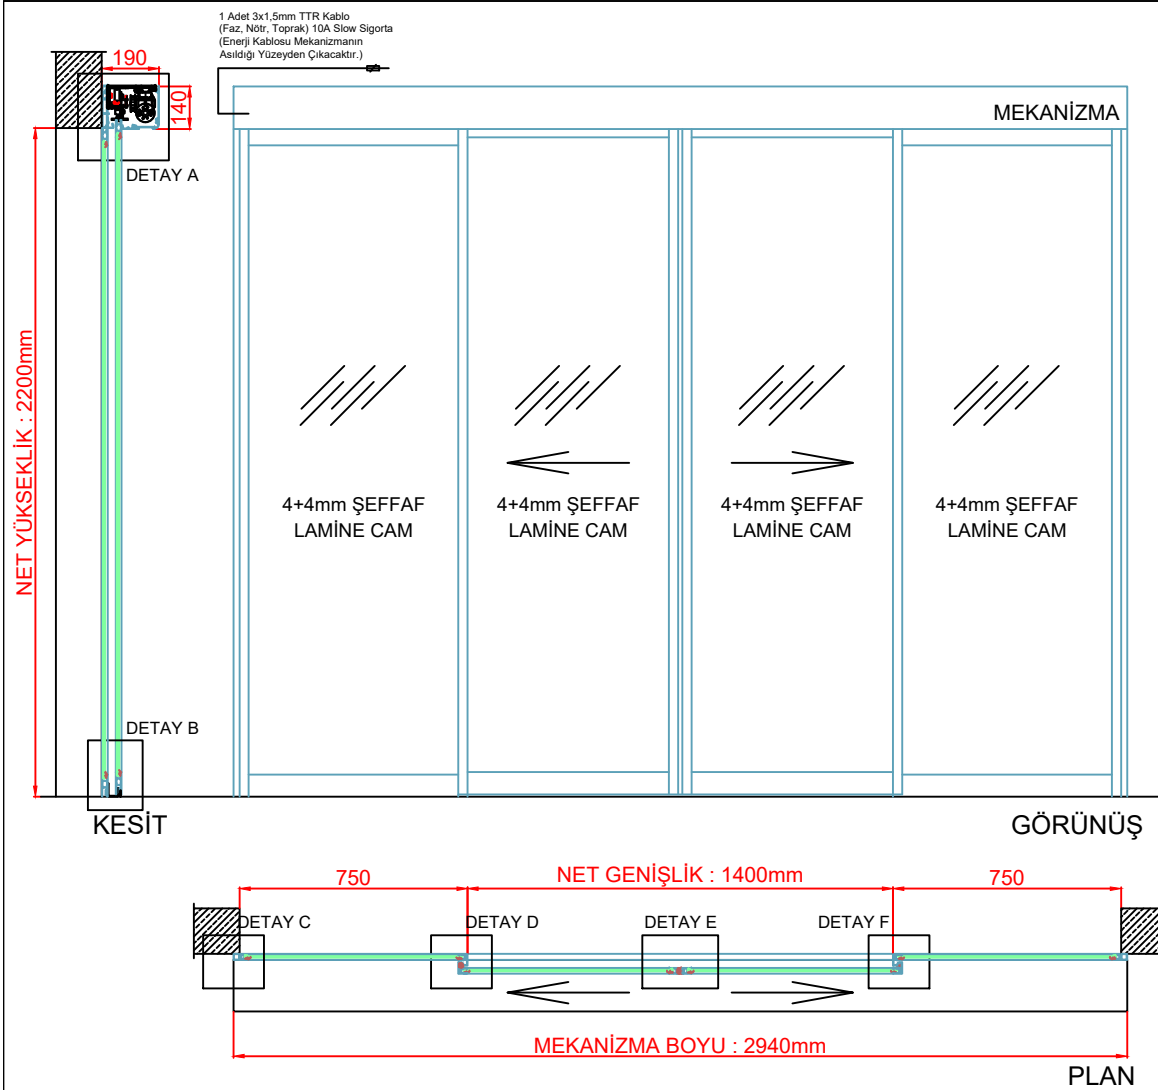 1 Adet 3x1,5mm TTR Kablo
(Faz, Nötr, Toprak) 10A Slow Sigorta
(Enerji Kablosu Mekanizmanın
Asıldığı Yüzeyden Çıkacaktır.)
190
140
MEKANİZMA
DETAY A
NET YÜKSEKLİK : 2200mm
4+4mm ŞEFFAF
LAMİNE CAM
4+4mm ŞEFFAF
LAMİNE CAM
4+4mm ŞEFFAF
LAMİNE CAM
4+4mm ŞEFFAF
LAMİNE CAM
DETAY B
KESİT
GÖRÜNÜŞ
750
NET GENİŞLİK : 1400mm
750
DETAY C
DETAY D
DETAY E
DETAY F
MEKANİZMA BOYU : 2940mm
PLAN